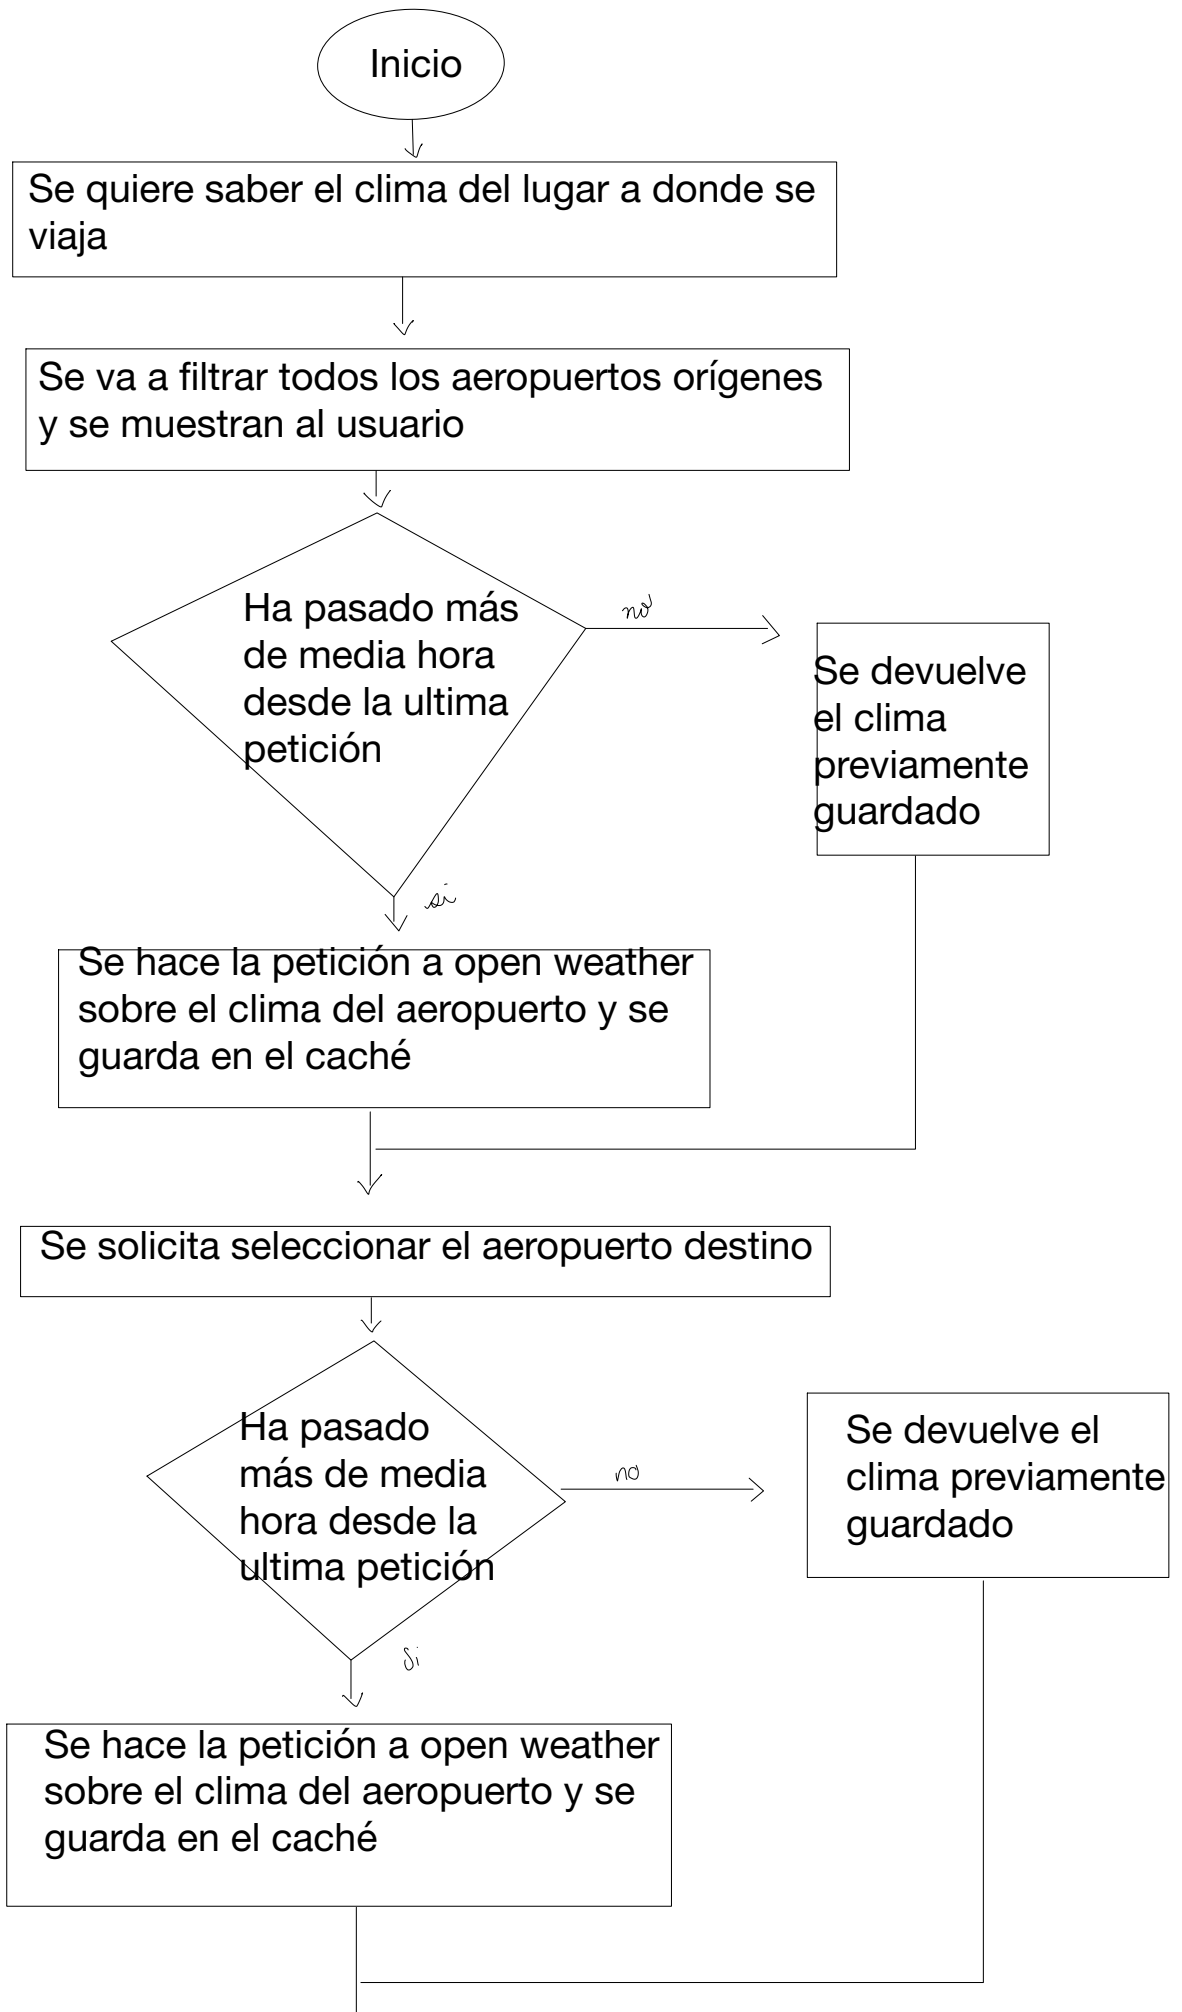 Inicio
Se quiere saber el clima del lugar a donde se
viaja
Se va a filtrar todos los aeropuertos orígenes
y se muestran al usuario
Ha pasado más
de media hora
desde la ultima
petición
no
Se devuelve
el clima
previamente
guardado
si
Se hace la petición a open weather
sobre el clima del aeropuerto y se
guarda en el caché
Se solicita seleccionar el aeropuerto destino
Ha pasado
más de media
hora desde la
ultima petición
no
Se devuelve el
clima previamente
guardado
Si
Se hace la petición a open weather
sobre el clima del aeropuerto y se
guarda en el caché